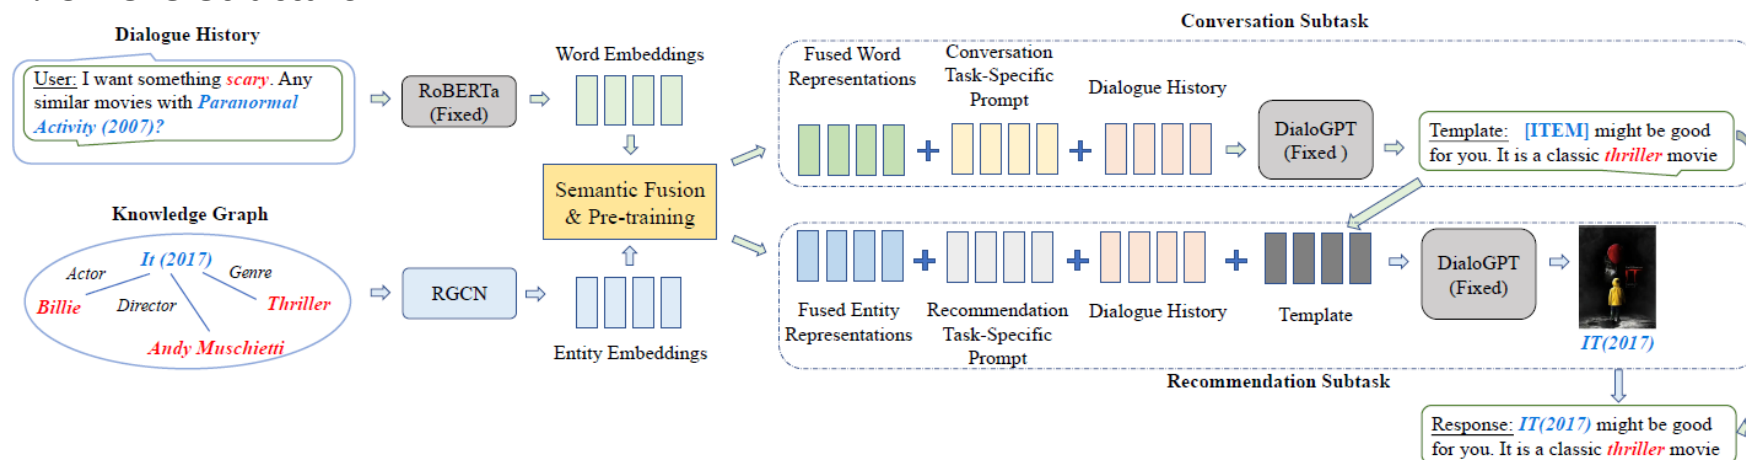 Conversation Subtask
Dialogue History
User: I want something scary. Any
similar movies with Paranormal
Activity (2007)?
RoBERTa
(Fixed)
Word Embeddings
Semantic Fusion
& Pre-training
Fused Word
Representations
Conversation
Task-Specific
Prompt
Dialogue History
DialoGPT
(Fixed )
Template: [ITEM] might be good
for you. It is a classic thriller movie
Knowledge Graph
It (2017)
Actor
Genre
Billie
Director
Thriller
Andy Muschietti
RGCN
Entity Embeddings
Fused Entity
Representations
Recommendation
Task-Specific
Prompt
Dialogue History
Template
DialoGPT
(Fixed)
IT(2017)
Recommendation Subtask
Response: IT(2017) might be good
for you. It is a classic thriller movie